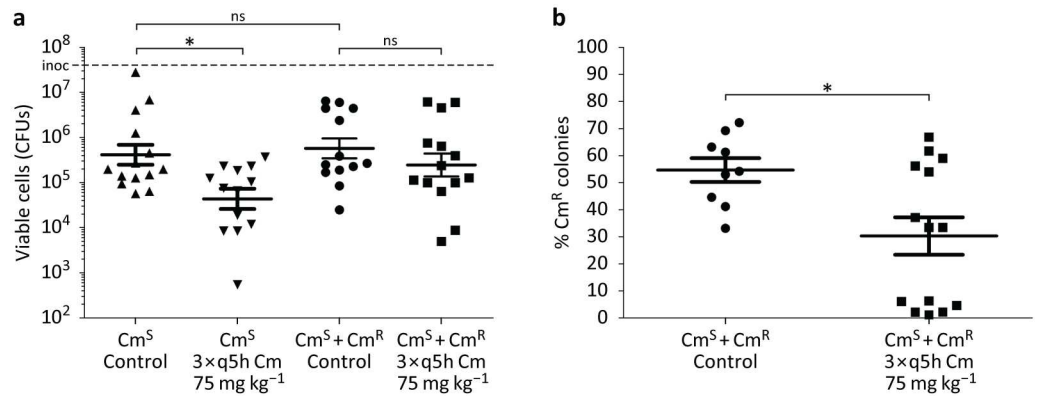 a
ns
*
ns
Viable cells (CFUs)
10⁸
inoc
10⁷
10⁶
10⁵
10⁴
10³
10²
Cmˢ
Control
Cmˢ
3×q5h Cm
75 mg kg⁻¹
Cmˢ + Cmᴿ
Control
Cmˢ + Cmᴿ
3×q5h Cm
75 mg kg⁻¹
b
*
% Cmᴿ colonies
100
90
80
70
60
50
40
30
20
10
0
Cmˢ + Cmᴿ
Control
Cmˢ + Cmᴿ
3×q5h Cm
75 mg kg⁻¹